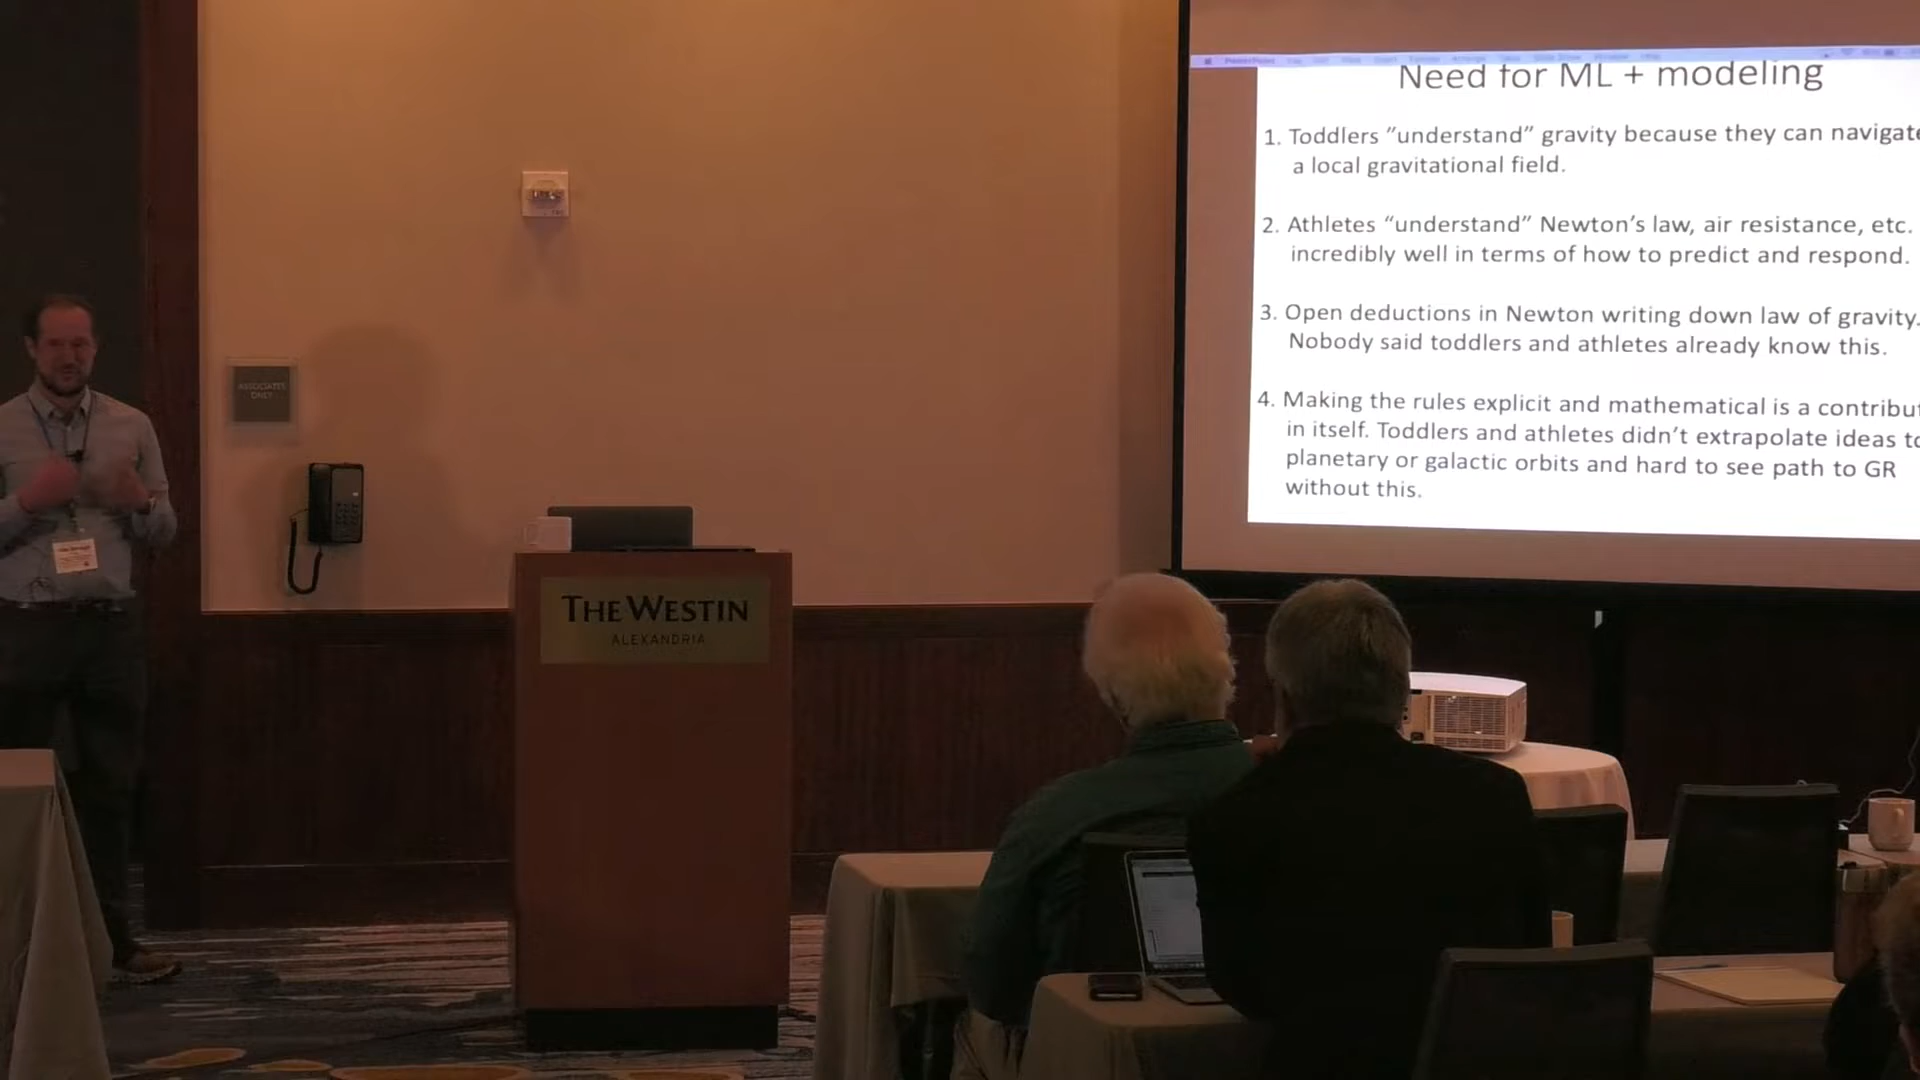 PowerPoint
Need for ML + modeling
1. Toddlers "understand" gravity because they can navigate
a local gravitational field.
2. Athletes "understand" Newton's law, air resistance, etc.
incredibly well in terms of how to predict and respond.
3. Open deductions in Newton writing down law of gravity.
Nobody said toddlers and athletes already know this.
4. Making the rules explicit and mathematical is a contribut
in itself. Toddlers and athletes didn't extrapolate ideas to
planetary or galactic orbits and hard to see path to GR
without this.
ASSOCIATES
ONLY
THE WESTIN
ALEXANDRIA